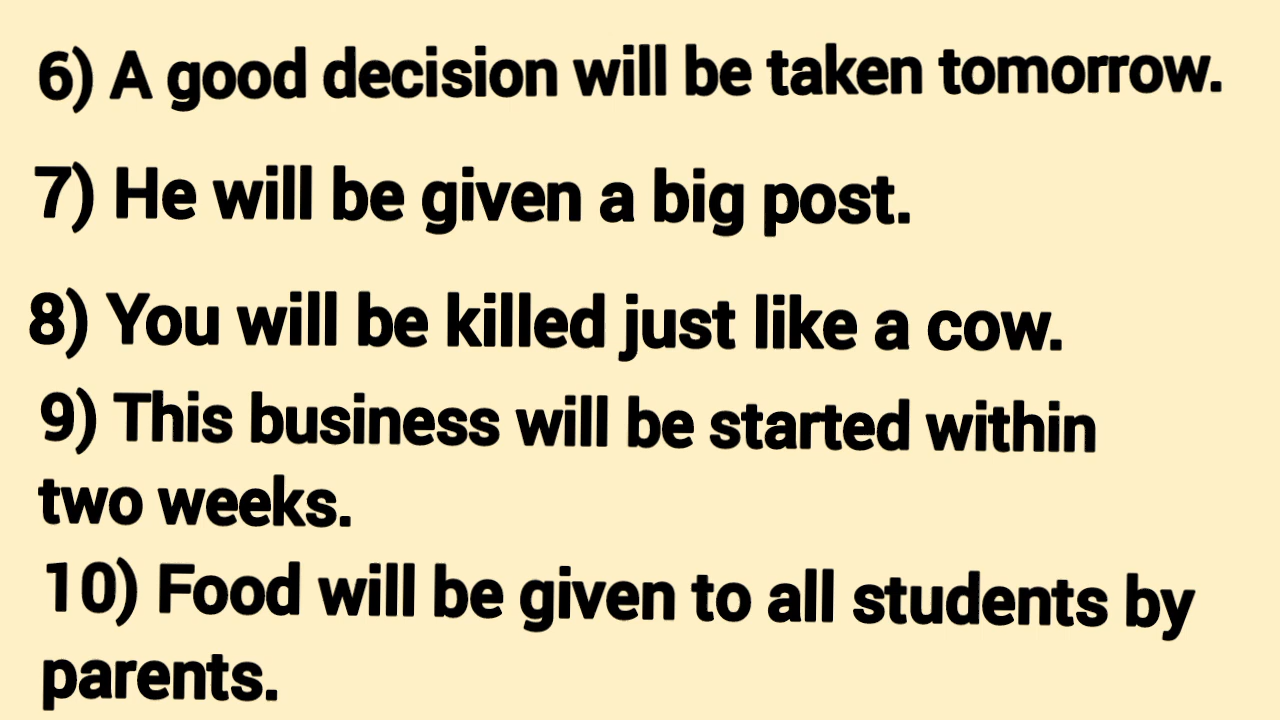 6) A good decision will be taken tomorrow.
7) He will be given a big post.
8) You will be killed just like a cow.
9) This business will be started within
two weeks.
10) Food will be given to all students by
parents.